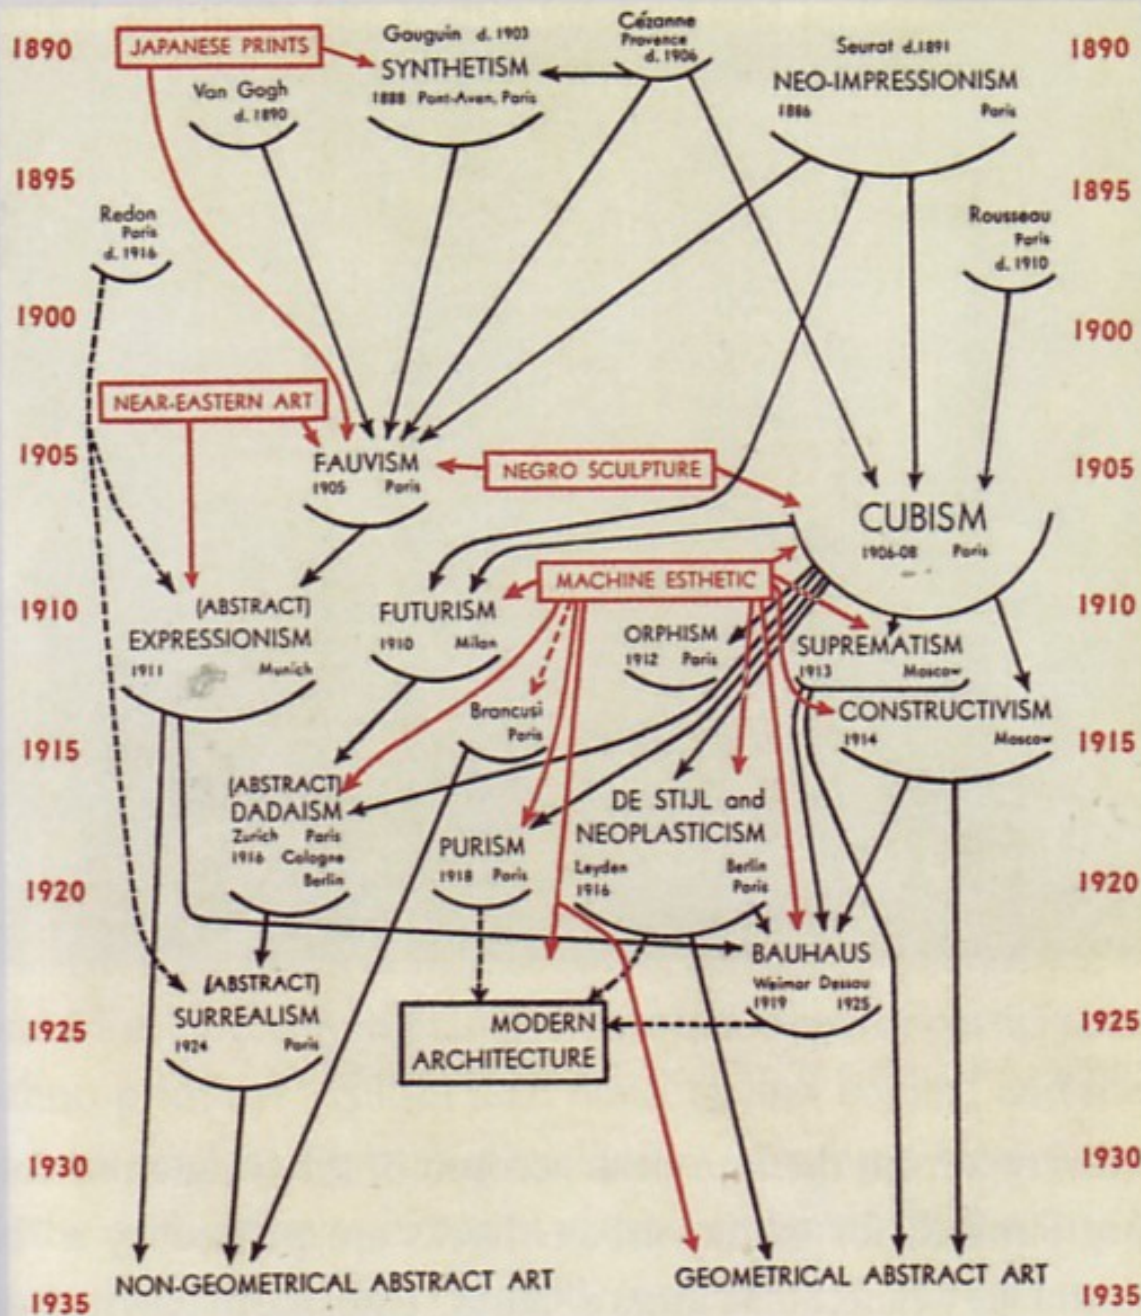 1890
JAPANESE PRINTS
Gauguin d. 1903
SYNTHETISM
1888 Pont-Aven, Paris
Cézanne
Provence
d. 1906
Seurat d.1891
NEO-IMPRESSIONISM
1886 Paris
1890
Van Gogh
d. 1890
1895
1895
Redon
Paris
d. 1916
Rousseau
Paris
d. 1910
1900
1900
NEAR-EASTERN ART
1905
FAUVISM
1905 Paris
NEGRO SCULPTURE
1905
CUBISM
1906-08 Paris
MACHINE ESTHETIC
1910
(ABSTRACT)
EXPRESSIONISM
1911 Munich
FUTURISM
1910 Milan
ORPHISM
1912 Paris
SUPREMATISM
1913 Moscow
1910
Brancusi
Paris
CONSTRUCTIVISM
1914 Moscow
1915
1915
(ABSTRACT)
DADAISM
Zurich Paris
1916 Cologne
Berlin
PURISM
1918 Paris
DE STIJL and
NEOPLASTICISM
Leyden Berlin
1916 Paris
1920
1920
BAUHAUS
Weimar Dessau
1919 1925
(ABSTRACT)
SURREALISM
1924 Paris
MODERN
ARCHITECTURE
1925
1925
1930
1930
NON-GEOMETRICAL ABSTRACT ART
GEOMETRICAL ABSTRACT ART
1935
1935